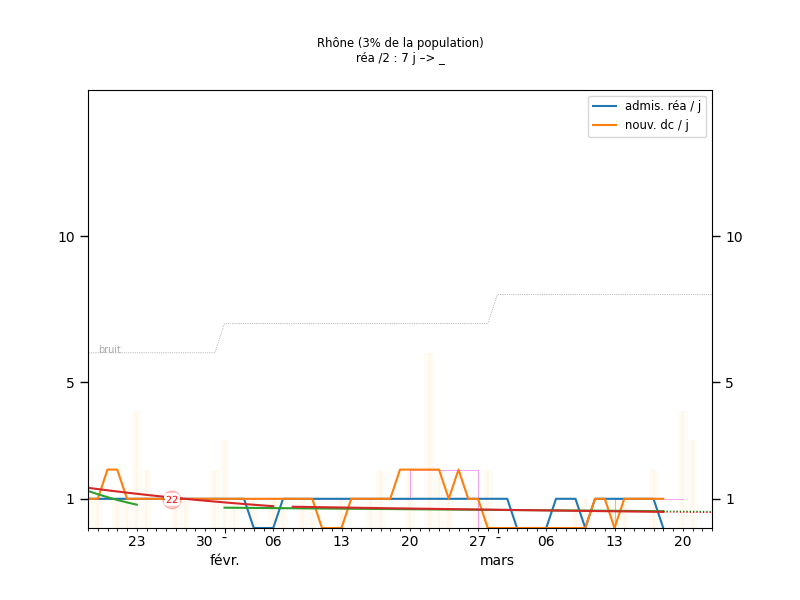 Rhône (3% de la population)
réa /2 : 7 j –> _
admis. réa / j
nouv. dc / j
10
10
bruit
5
5
22
1
1
23
30
-
06
13
20
27
-
06
13
20
févr.
mars